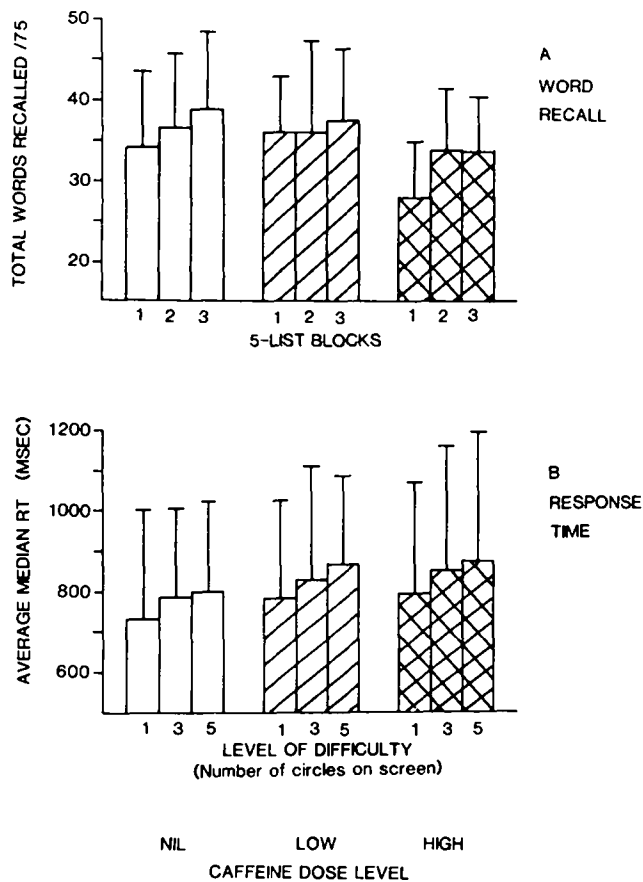 TOTAL WORDS RECALLED /75
50
40
30
20
A
WORD
RECALL
1 2 3 1 2 3 1 2 3
5-LIST BLOCKS
AVERAGE MEDIAN RT (MSEC)
1200
1000
800
600
B
RESPONSE
TIME
1 3 5 1 3 5 1 3 5
LEVEL OF DIFFICULTY
(Number of circles on screen)
NIL LOW HIGH
CAFFEINE DOSE LEVEL